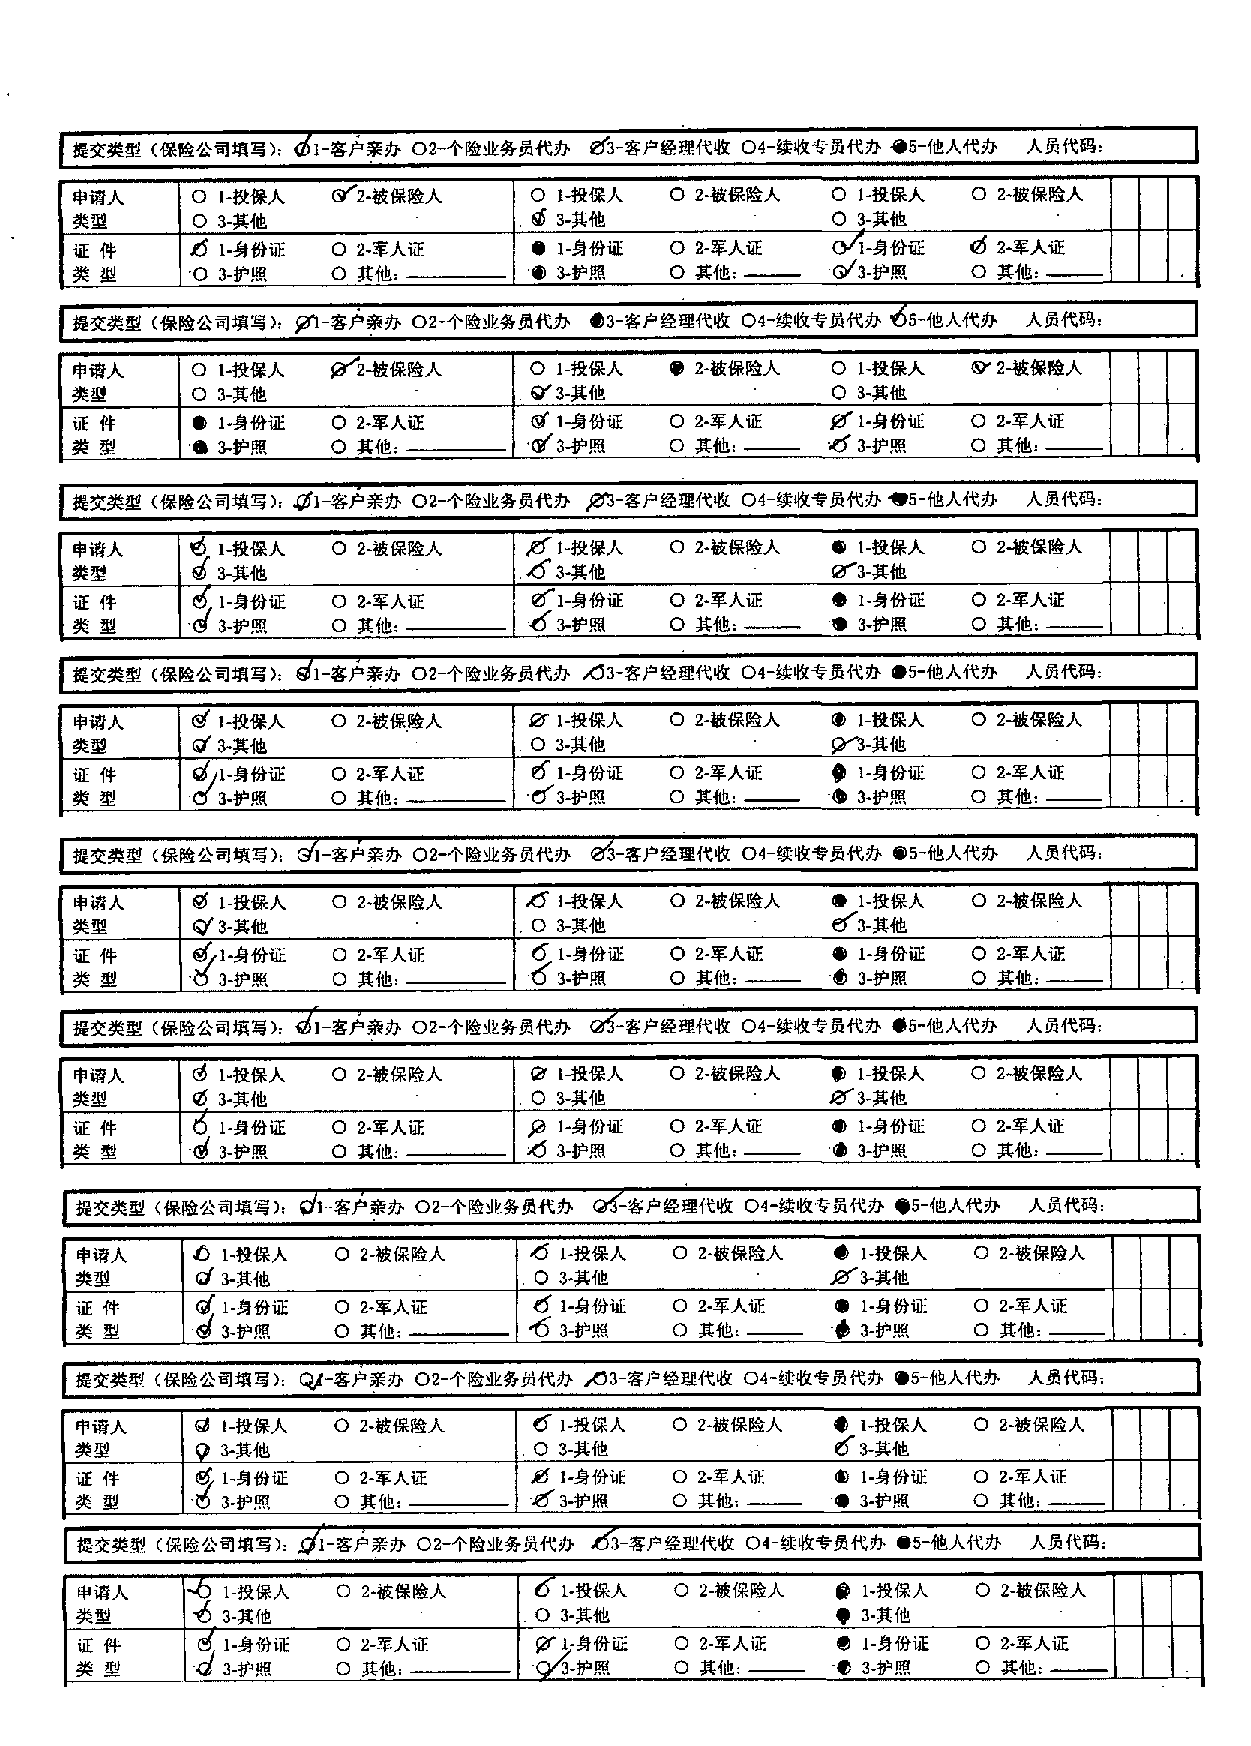 提交类型（保险公司填写）：○1-客户亲办 ○2-个险业务员代办 ○3-客户经理代收 ○4-续收专员代办 ●5-他人代办 人员代码：
申请人 ○ 1-投保人 ○ 2-被保险人 ○ 1-投保人 ○ 2-被保险人 ○ 1-投保人 ○ 2-被保险人
类型 ○ 3-其他 ○ 3-其他 ○ 3-其他
证 件 ○ 1-身份证 ○ 2-军人证 ● 1-身份证 ○ 2-军人证 ○ 1-身份证 ○ 2-军人证
类 型 ○ 3-护照 ○ 其他：____ ● 3-护照 ○ 其他：____ ○ 3-护照 ○ 其他：____
提交类型（保险公司填写）：○1-客户亲办 ○2-个险业务员代办 ●3-客户经理代收 ○4-续收专员代办 ○5-他人代办 人员代码：
申请人 ○ 1-投保人 ○ 2-被保险人 ○ 1-投保人 ● 2-被保险人 ○ 1-投保人 ○ 2-被保险人
类型 ○ 3-其他 ○ 3-其他 ○ 3-其他
证 件 ● 1-身份证 ○ 2-军人证 ○ 1-身份证 ○ 2-军人证 ○ 1-身份证 ○ 2-军人证
类 型 ● 3-护照 ○ 其他：____ ○ 3-护照 ○ 其他：____ ○ 3-护照 ○ 其他：____
提交类型（保险公司填写）：○1-客户亲办 ○2-个险业务员代办 ○3-客户经理代收 ○4-续收专员代办 ●5-他人代办 人员代码：
申请人 ○ 1-投保人 ○ 2-被保险人 ○ 1-投保人 ○ 2-被保险人 ● 1-投保人 ○ 2-被保险人
类型 ○ 3-其他 ○ 3-其他 ○ 3-其他
证 件 ○ 1-身份证 ○ 2-军人证 ○ 1-身份证 ○ 2-军人证 ● 1-身份证 ○ 2-军人证
类 型 ○ 3-护照 ○ 其他：____ ○ 3-护照 ○ 其他：____ ● 3-护照 ○ 其他：____
提交类型（保险公司填写）：○1-客户亲办 ○2-个险业务员代办 ○3-客户经理代收 ○4-续收专员代办 ●5-他人代办 人员代码：
申请人 ○ 1-投保人 ○ 2-被保险人 ○ 1-投保人 ○ 2-被保险人 ● 1-投保人 ○ 2-被保险人
类型 ○ 3-其他 ○ 3-其他 ○ 3-其他
证 件 ○ 1-身份证 ○ 2-军人证 ○ 1-身份证 ○ 2-军人证 ● 1-身份证 ○ 2-军人证
类 型 ○ 3-护照 ○ 其他：____ ○ 3-护照 ○ 其他：____ ● 3-护照 ○ 其他：____
提交类型（保险公司填写）：○1-客户亲办 ○2-个险业务员代办 ○3-客户经理代收 ○4-续收专员代办 ●5-他人代办 人员代码：
申请人 ○ 1-投保人 ○ 2-被保险人 ○ 1-投保人 ○ 2-被保险人 ● 1-投保人 ○ 2-被保险人
类型 ○ 3-其他 ○ 3-其他 ○ 3-其他
证 件 ○ 1-身份证 ○ 2-军人证 ○ 1-身份证 ○ 2-军人证 ● 1-身份证 ○ 2-军人证
类 型 ○ 3-护照 ○ 其他：____ ○ 3-护照 ○ 其他：____ ● 3-护照 ○ 其他：____
提交类型（保险公司填写）：○1-客户亲办 ○2-个险业务员代办 ○3-客户经理代收 ○4-续收专员代办 ●5-他人代办 人员代码：
申请人 ○ 1-投保人 ○ 2-被保险人 ○ 1-投保人 ○ 2-被保险人 ● 1-投保人 ○ 2-被保险人
类型 ○ 3-其他 ○ 3-其他 ○ 3-其他
证 件 ○ 1-身份证 ○ 2-军人证 ○ 1-身份证 ○ 2-军人证 ● 1-身份证 ○ 2-军人证
类 型 ○ 3-护照 ○ 其他：____ ○ 3-护照 ○ 其他：____ ● 3-护照 ○ 其他：____
提交类型（保险公司填写）：○1-客户亲办 ○2-个险业务员代办 ○3-客户经理代收 ○4-续收专员代办 ●5-他人代办 人员代码：
申请人 ○ 1-投保人 ○ 2-被保险人 ○ 1-投保人 ○ 2-被保险人 ● 1-投保人 ○ 2-被保险人
类型 ○ 3-其他 ○ 3-其他 ○ 3-其他
证 件 ○ 1-身份证 ○ 2-军人证 ○ 1-身份证 ○ 2-军人证 ● 1-身份证 ○ 2-军人证
类 型 ○ 3-护照 ○ 其他：____ ○ 3-护照 ○ 其他：____ ● 3-护照 ○ 其他：____
提交类型（保险公司填写）：○1-客户亲办 ○2-个险业务员代办 ○3-客户经理代收 ○4-续收专员代办 ●5-他人代办 人员代码：
申请人 ○ 1-投保人 ○ 2-被保险人 ○ 1-投保人 ○ 2-被保险人 ● 1-投保人 ○ 2-被保险人
类型 ○ 3-其他 ○ 3-其他 ○ 3-其他
证 件 ○ 1-身份证 ○ 2-军人证 ○ 1-身份证 ○ 2-军人证 ● 1-身份证 ○ 2-军人证
类 型 ○ 3-护照 ○ 其他：____ ○ 3-护照 ○ 其他：____ ● 3-护照 ○ 其他：____
提交类型（保险公司填写）：○1-客户亲办 ○2-个险业务员代办 ○3-客户经理代收 ○4-续收专员代办 ●5-他人代办 人员代码：
申请人 ○ 1-投保人 ○ 2-被保险人 ○ 1-投保人 ○ 2-被保险人 ● 1-投保人 ○ 2-被保险人
类型 ○ 3-其他 ○ 3-其他 ● 3-其他
证 件 ○ 1-身份证 ○ 2-军人证 ○ 1-身份证 ○ 2-军人证 ● 1-身份证 ○ 2-军人证
类 型 ○ 3-护照 ○ 其他：____ ○ 3-护照 ○ 其他：____ ● 3-护照 ○ 其他：____